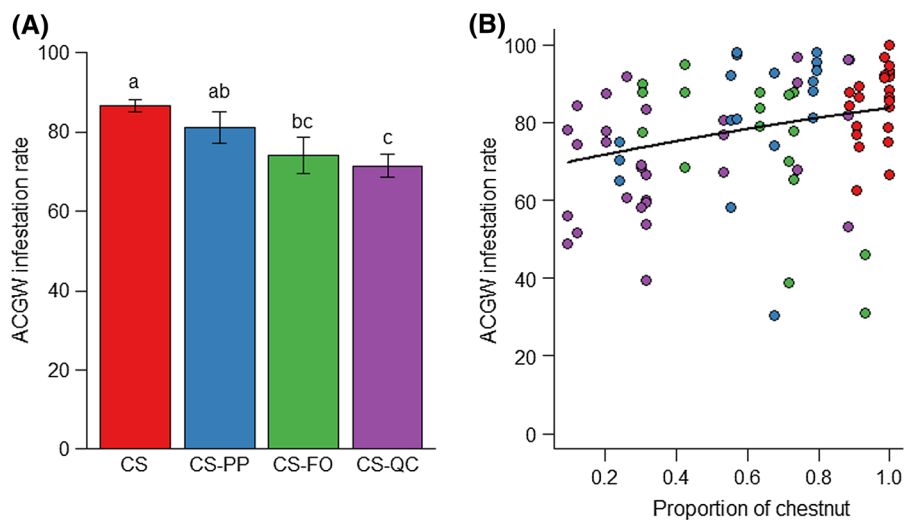 (A)
ACGW infestation rate
100
80
60
40
20
0
a
ab
bc
c
CS
CS-PP
CS-FO
CS-QC
(B)
ACGW infestation rate
100
80
60
40
20
0
0.2
0.4
0.6
0.8
1.0
Proportion of chestnut